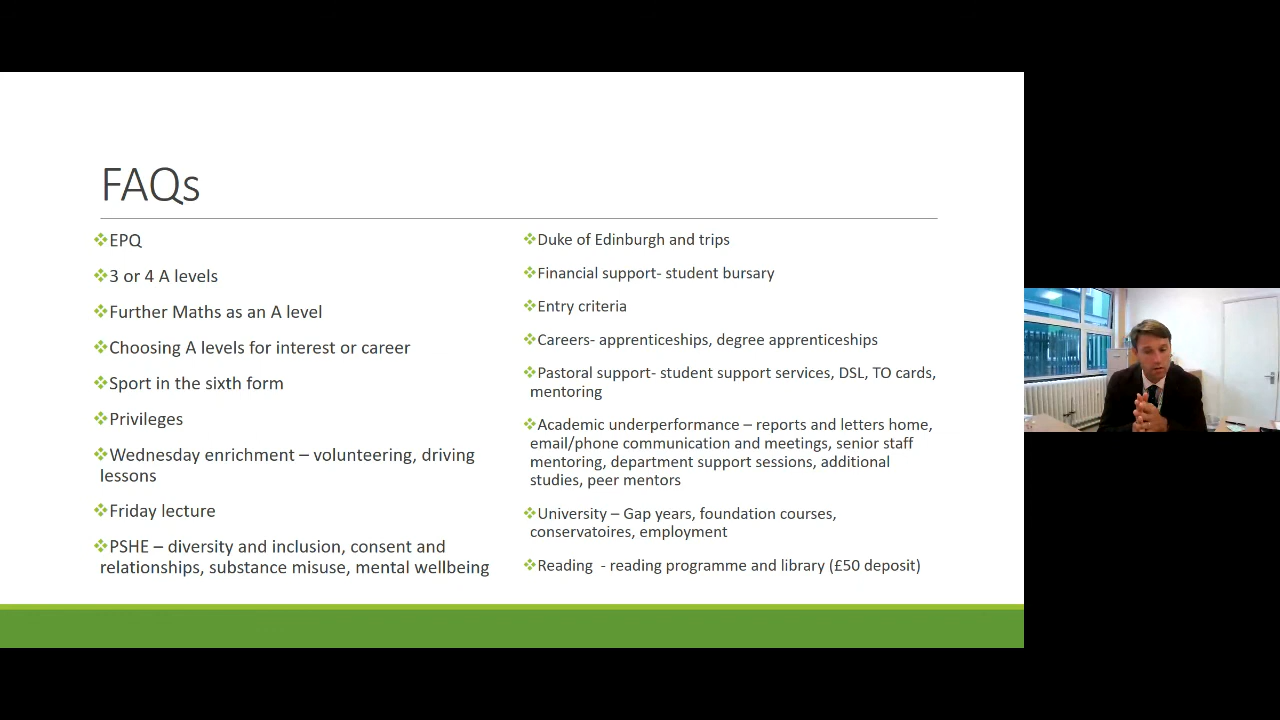 FAQs
EPQ
3 or 4 A levels
Further Maths as an A level
Choosing A levels for interest or career
Sport in the sixth form
Privileges
Wednesday enrichment – volunteering, driving
lessons
Friday lecture
PSHE – diversity and inclusion, consent and
relationships, substance misuse, mental wellbeing
Duke of Edinburgh and trips
Financial support- student bursary
Entry criteria
Careers- apprenticeships, degree apprenticeships
Pastoral support- student support services, DSL, TO cards,
mentoring
Academic underperformance – reports and letters home,
email/phone communication and meetings, senior staff
mentoring, department support sessions, additional
studies, peer mentors
University – Gap years, foundation courses,
conservatoires, employment
Reading  - reading programme and library (£50 deposit)